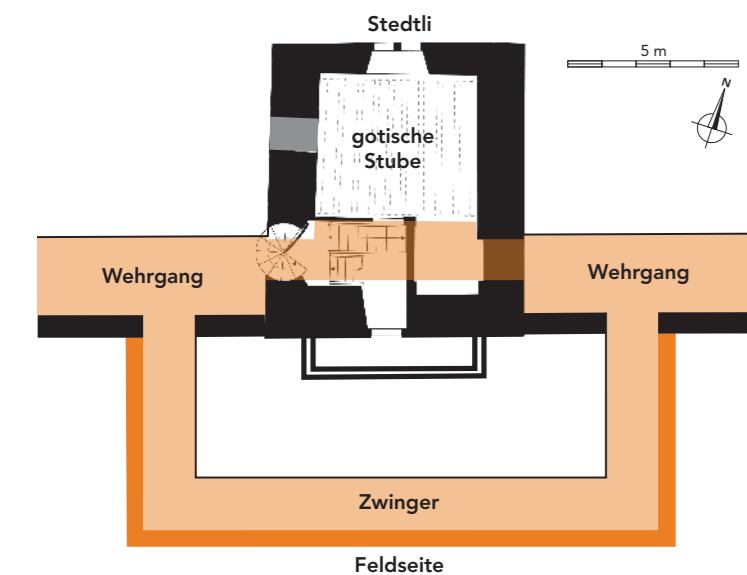 Stedtli
5 m
N
gotische
Stube
Wehrgang
Wehrgang
Zwinger
Feldseite